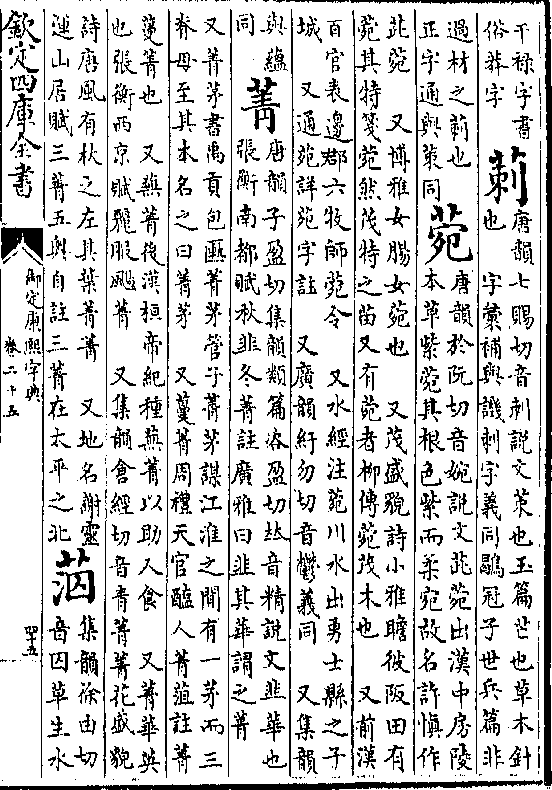 干祿字書
俗莽字
莿
唐韻七賜切音刺説文茦也玉篇芒也草木針
也　字彙補與譏刺字義同鶡冠子世兵篇非
過材之莿也
正字通與茦同
菀
唐韻於阮切音婉説文茈菀出漢中房陵
本草紫菀其根色紫而柔宛故名許慎作
茈菀　又博雅女腸女菀也　又茂盛貌詩小雅瞻彼阪田有
菀其特箋菀然茂特之苗又有菀者柳傳菀茂木也　又前漢
百官表邊郡六牧師菀令　又水經注菀川水出勇士縣之子
城　又通苑詳苑字註　又廣韻紆勿切音鬱義同　又集韻
與蘊
同
菁
唐韻子盈切集韻類篇咨盈切𠀤音精説文韭華也
張衡南都賦秋韭冬菁註廣雅曰韭其華謂之菁
又菁茅書禹貢包匭菁茅管子菁茅謀江淮之間有一茅而三
脊母至其本名之曰菁茅　又蔓菁周禮天官醢人菁菹註菁
蔓菁也　又蕪菁後漢桓帝紀種蕪菁以助人食　又菁華英
也張衡西京賦麗服颺菁　又集韻倉經切音青菁菁花盛貌
詩唐風有杕之杜其葉菁菁　又地名謝靈
運山居賦三菁五奥自註三菁在太平之北
集韻徐由切
音囚草生水
欽定四庫全書
御定康熙字典
卷二十五
四十五